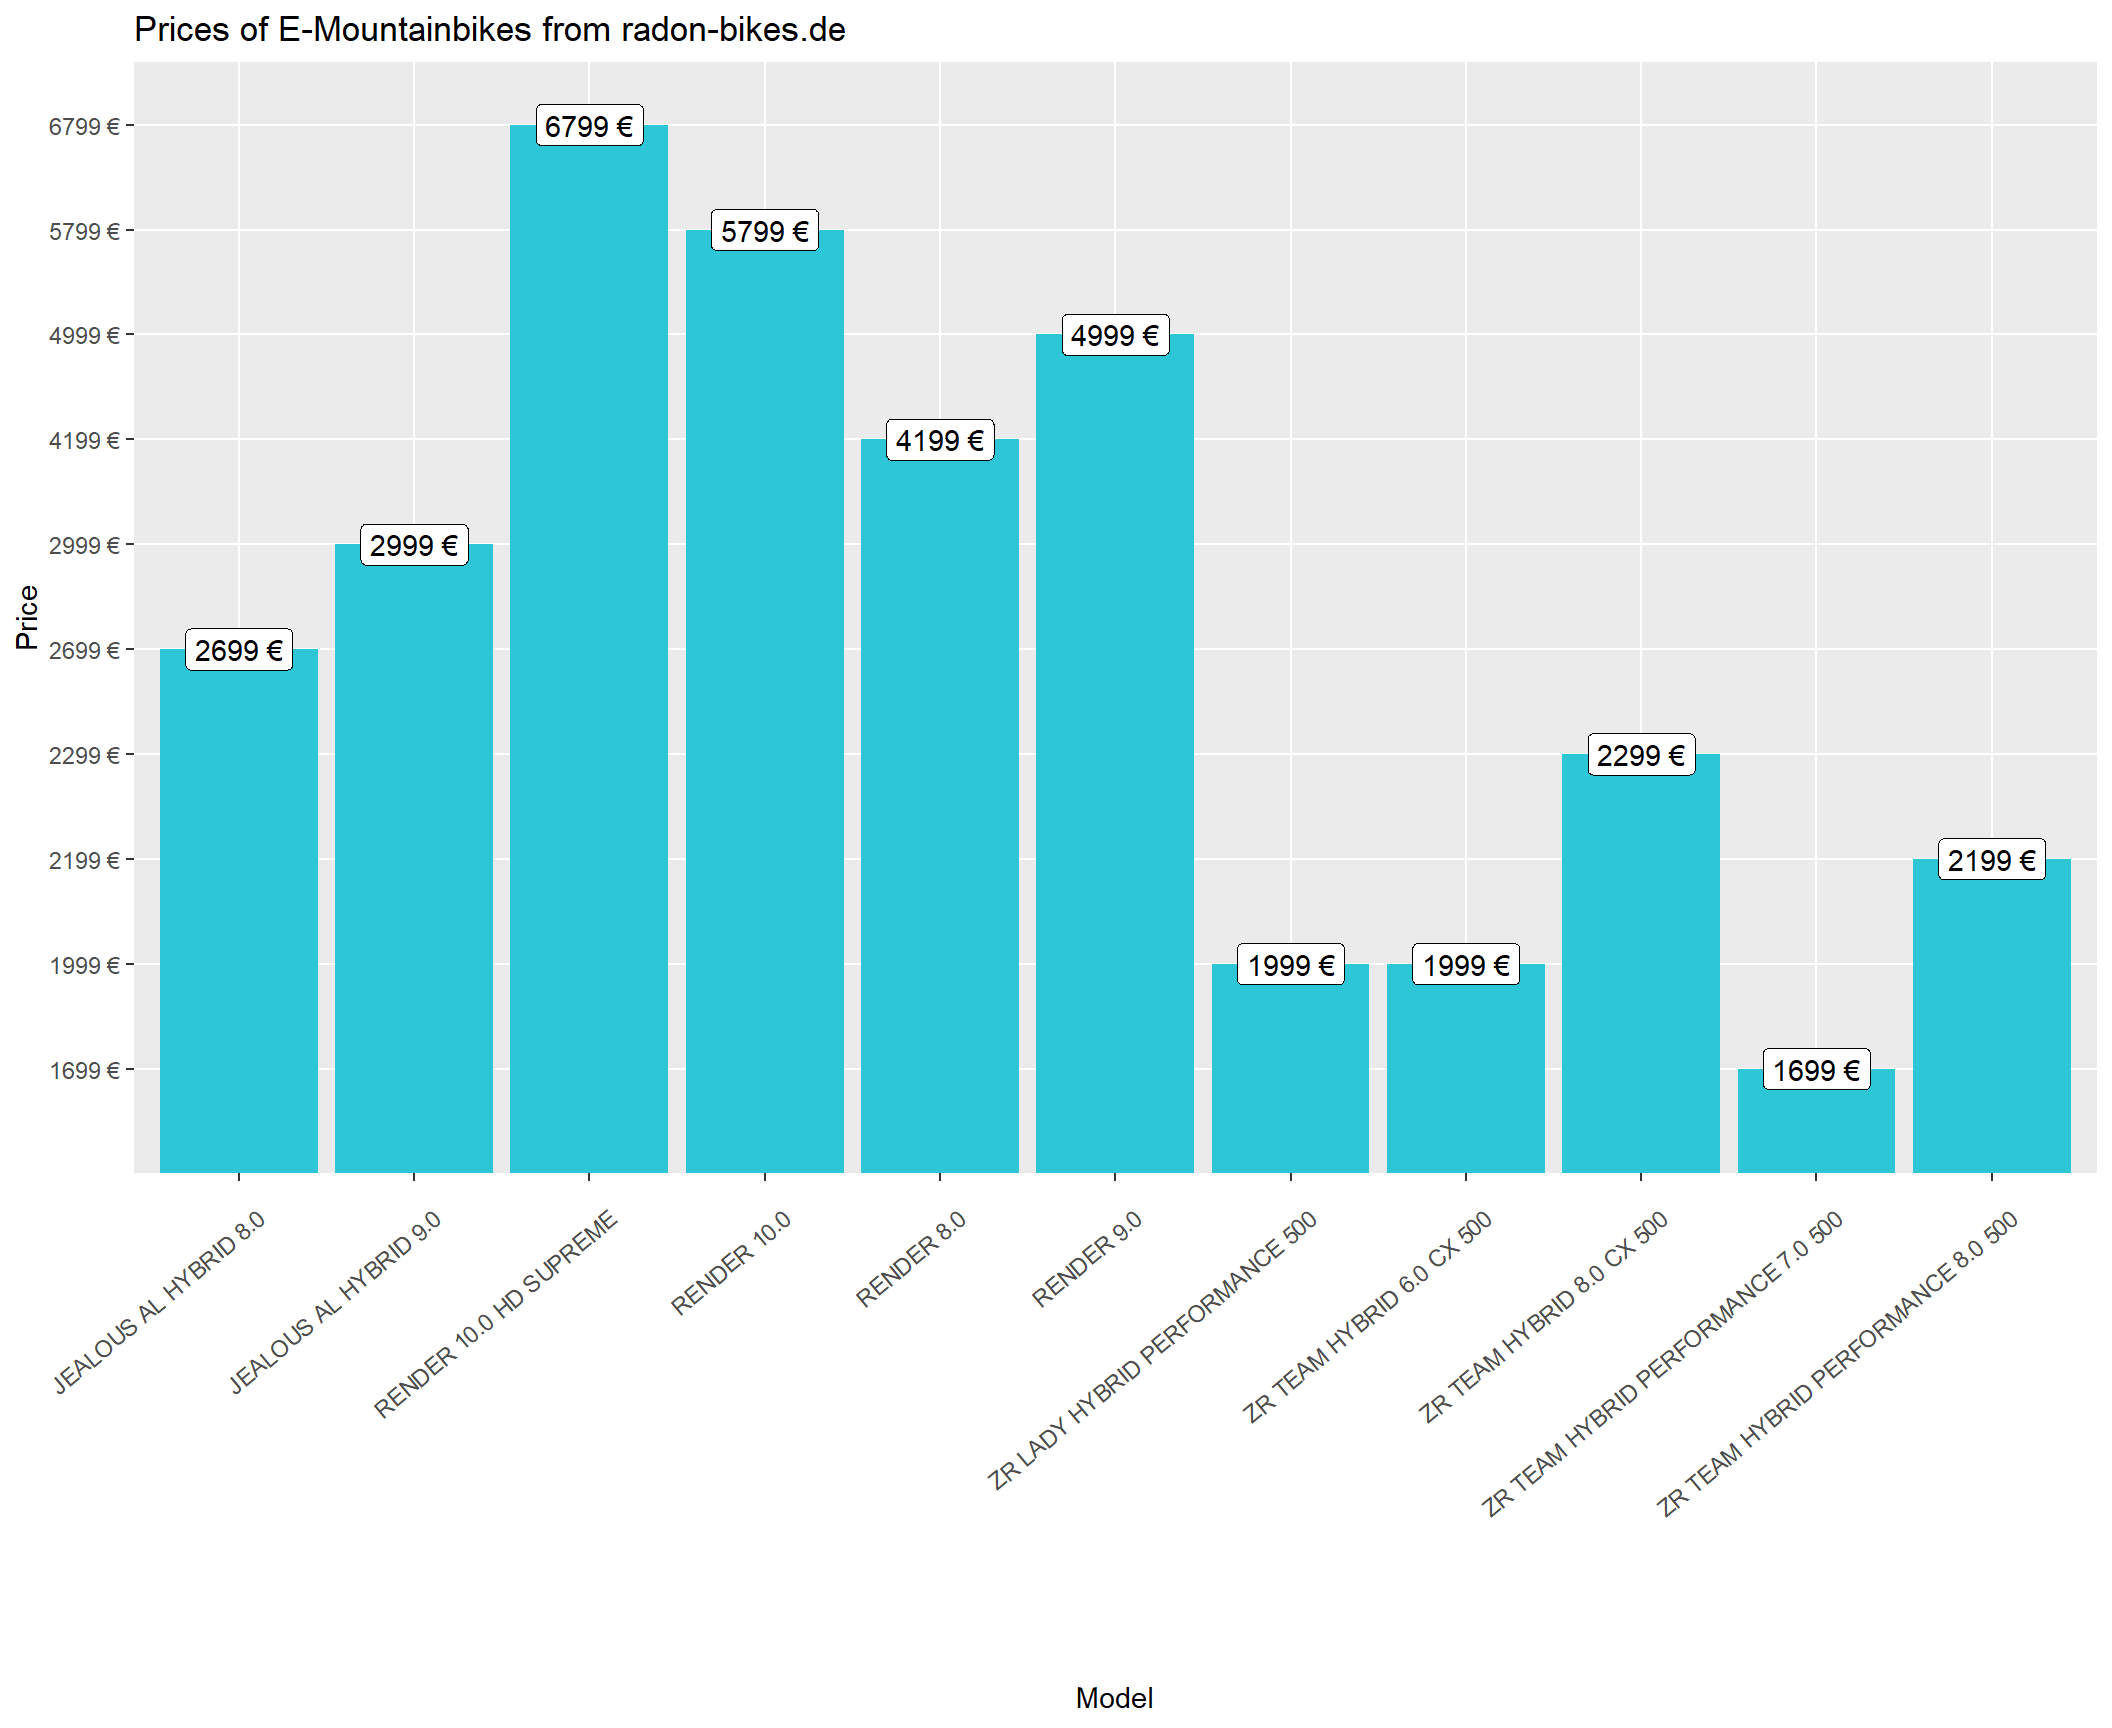 Prices of E-Mountainbikes from radon-bikes.de
Price
6799 €
5799 €
4999 €
4199 €
2999 €
2699 €
2299 €
2199 €
1999 €
1699 €
2699 €
2999 €
6799 €
5799 €
4199 €
4999 €
1999 €
1999 €
2299 €
1699 €
2199 €
JEALOUS AL HYBRID 8.0
JEALOUS AL HYBRID 9.0
RENDER 10.0 HD SUPREME
RENDER 10.0
RENDER 8.0
RENDER 9.0
ZR LADY HYBRID PERFORMANCE 500
ZR TEAM HYBRID 6.0 CX 500
ZR TEAM HYBRID 8.0 CX 500
ZR TEAM HYBRID PERFORMANCE 7.0 500
ZR TEAM HYBRID PERFORMANCE 8.0 500
Model